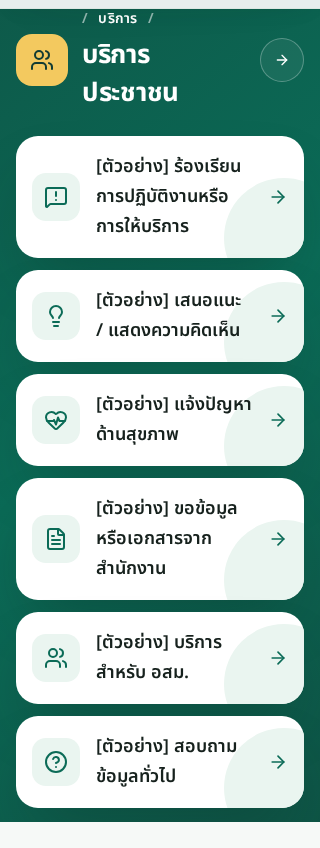 / บริการ /
บริการ
ประชาชน
[ตัวอย่าง] ร้องเรียน
การปฏิบัติงานหรือ
การให้บริการ
[ตัวอย่าง] เสนอแนะ
/ แสดงความคิดเห็น
[ตัวอย่าง] แจ้งปัญหา
ด้านสุขภาพ
[ตัวอย่าง] ขอข้อมูล
หรือเอกสารจาก
สำนักงาน
[ตัวอย่าง] บริการ
สำหรับ อสม.
[ตัวอย่าง] สอบถาม
ข้อมูลทั่วไป